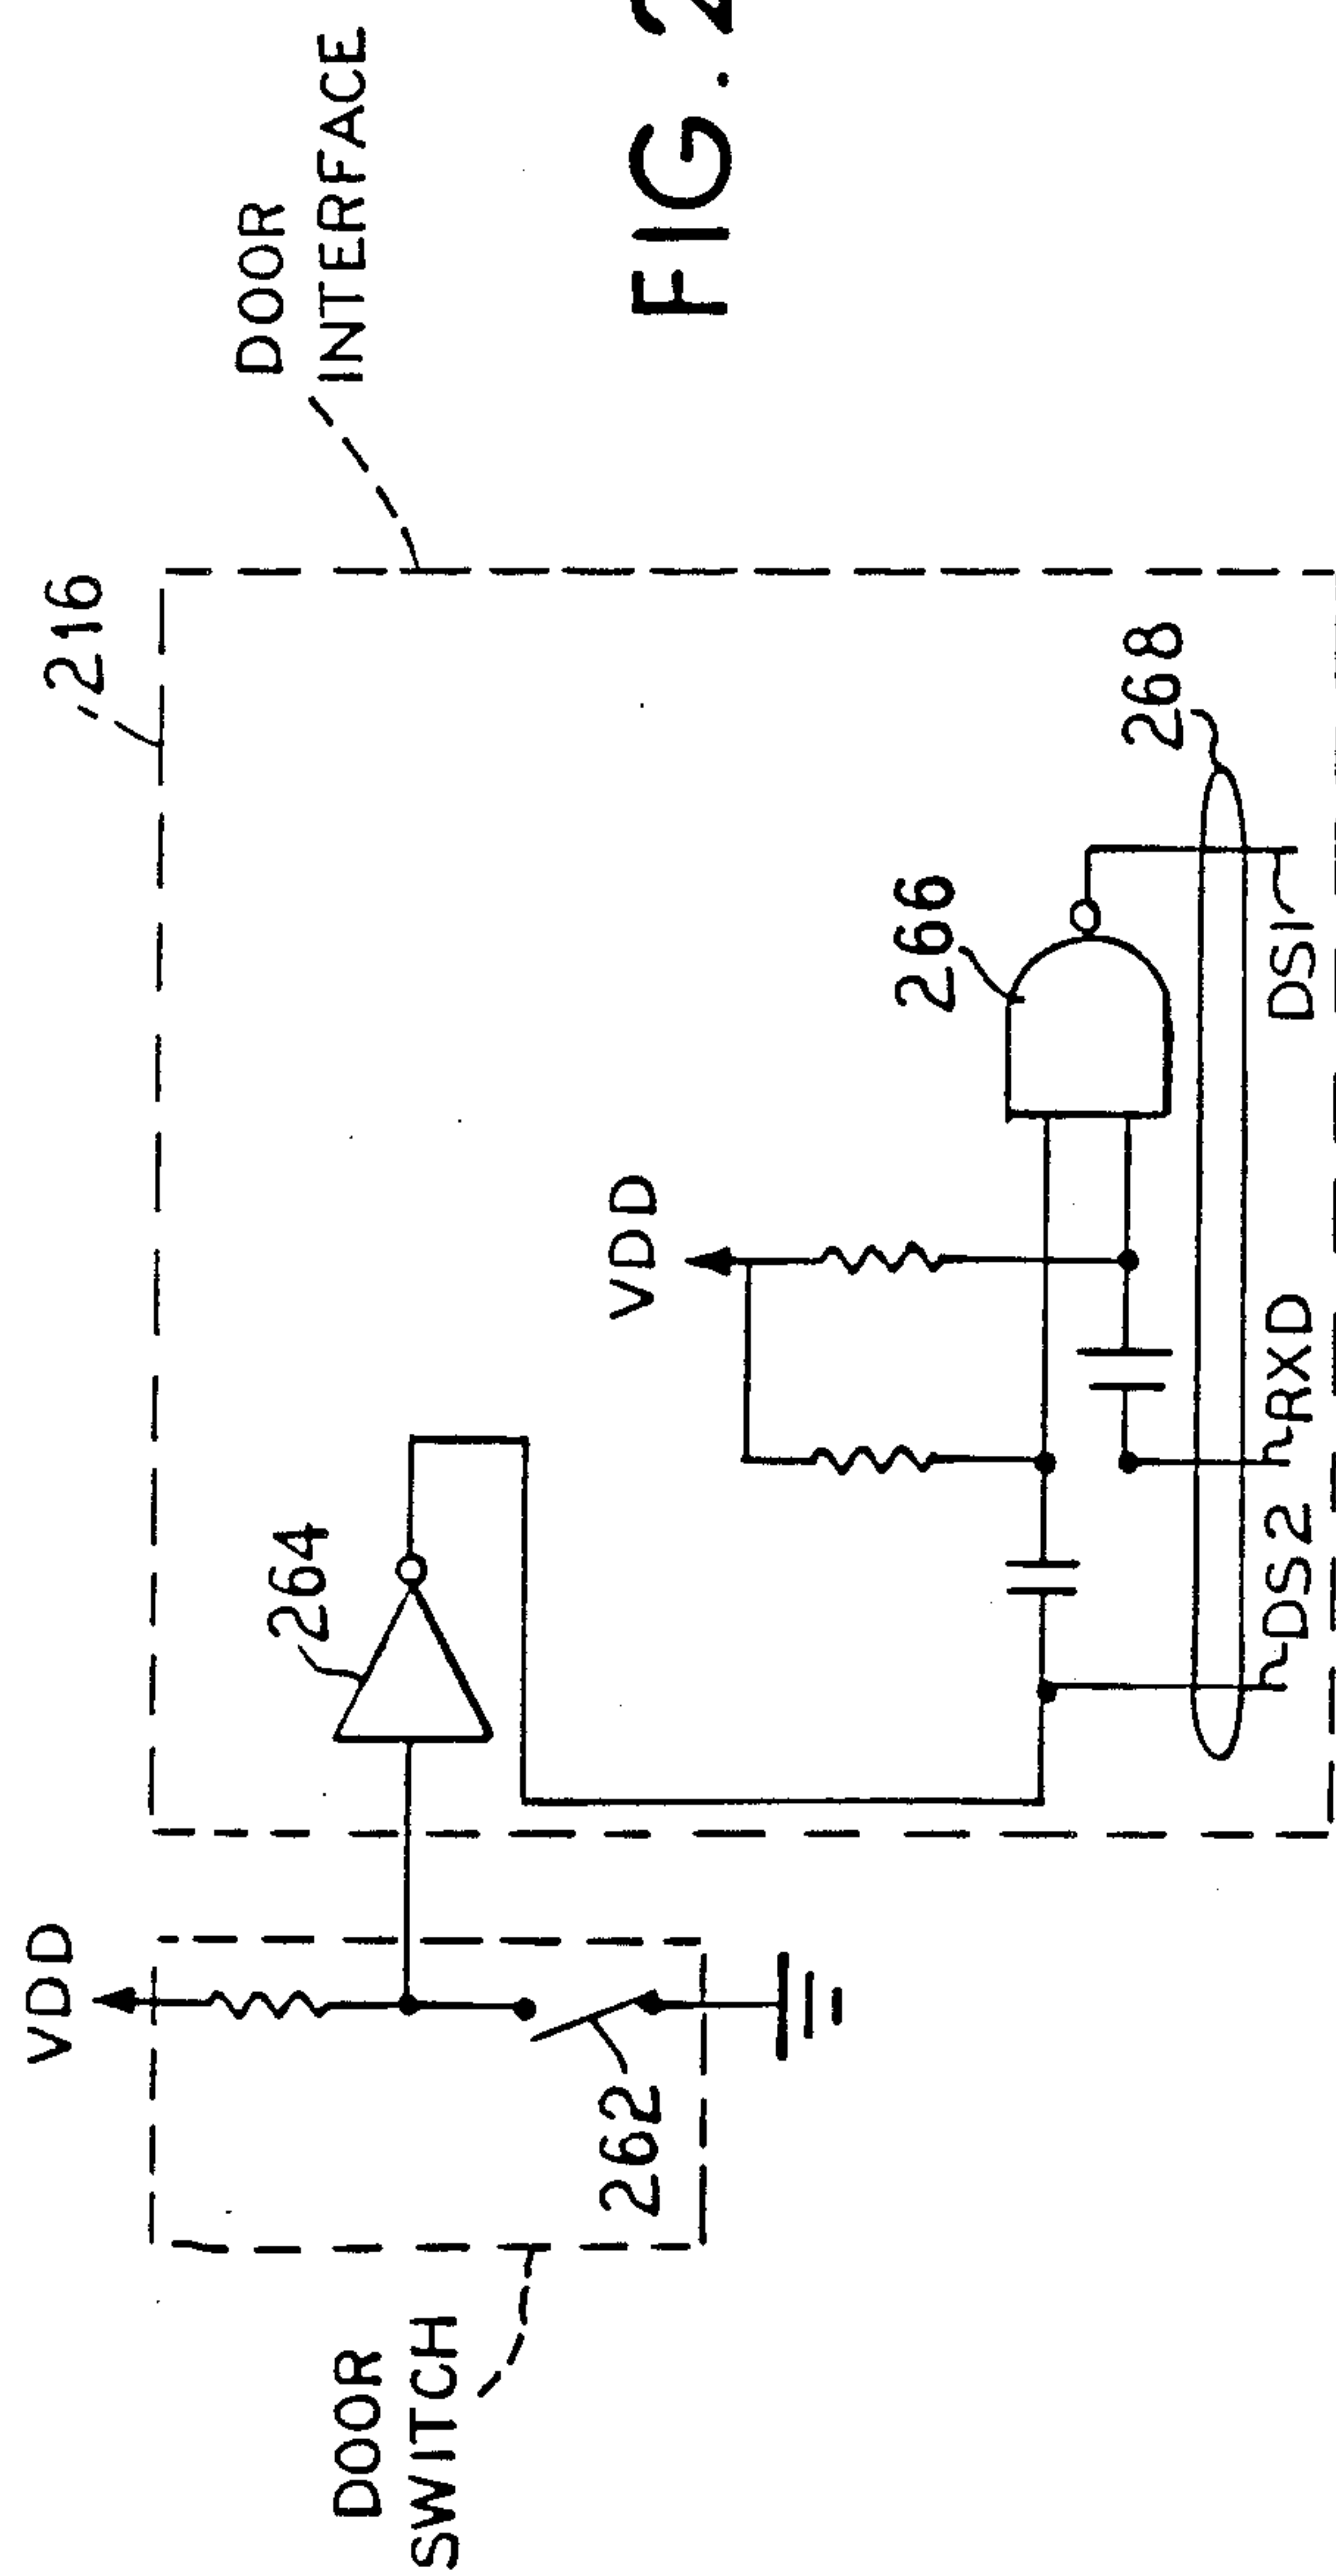 VDD
216
DOOR
INTERFACE
264
DOOR
SWITCH
262
VDD
FIG. 2
266
268
DS2
RXD
DS1